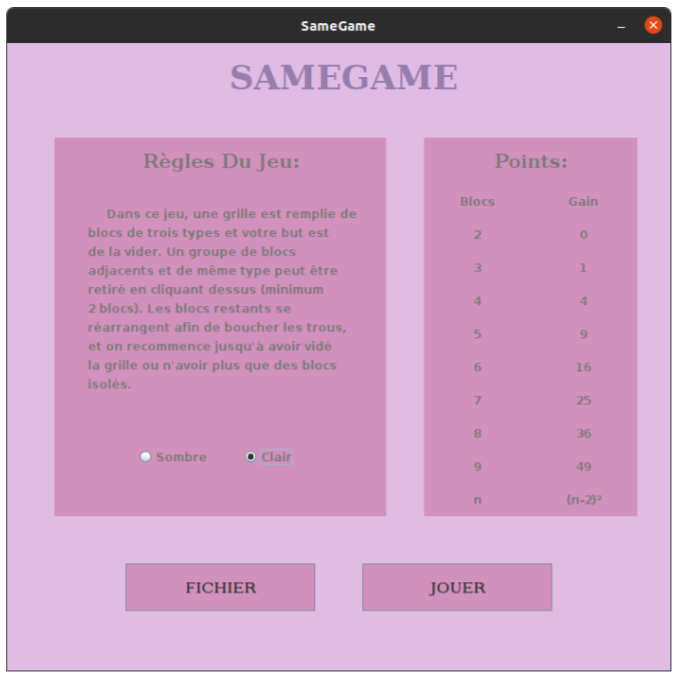 SameGame
SAMEGAME
Règles Du Jeu:
Dans ce jeu, une grille est remplie de
blocs de trois types et votre but est
de la vider. Un groupe de blocs
adjacents et de même type peut être
retiré en cliquant dessus (minimum
2 blocs). Les blocs restants se
réarrangent afin de boucher les trous,
et on recommence jusqu'à avoir vidé
la grille ou n'avoir plus que des blocs
isolés.
Sombre Clair
Points:
Blocs Gain
2 0
3 1
4 4
5 9
6 16
7 25
8 36
9 49
n (n-2)²
FICHIER JOUER